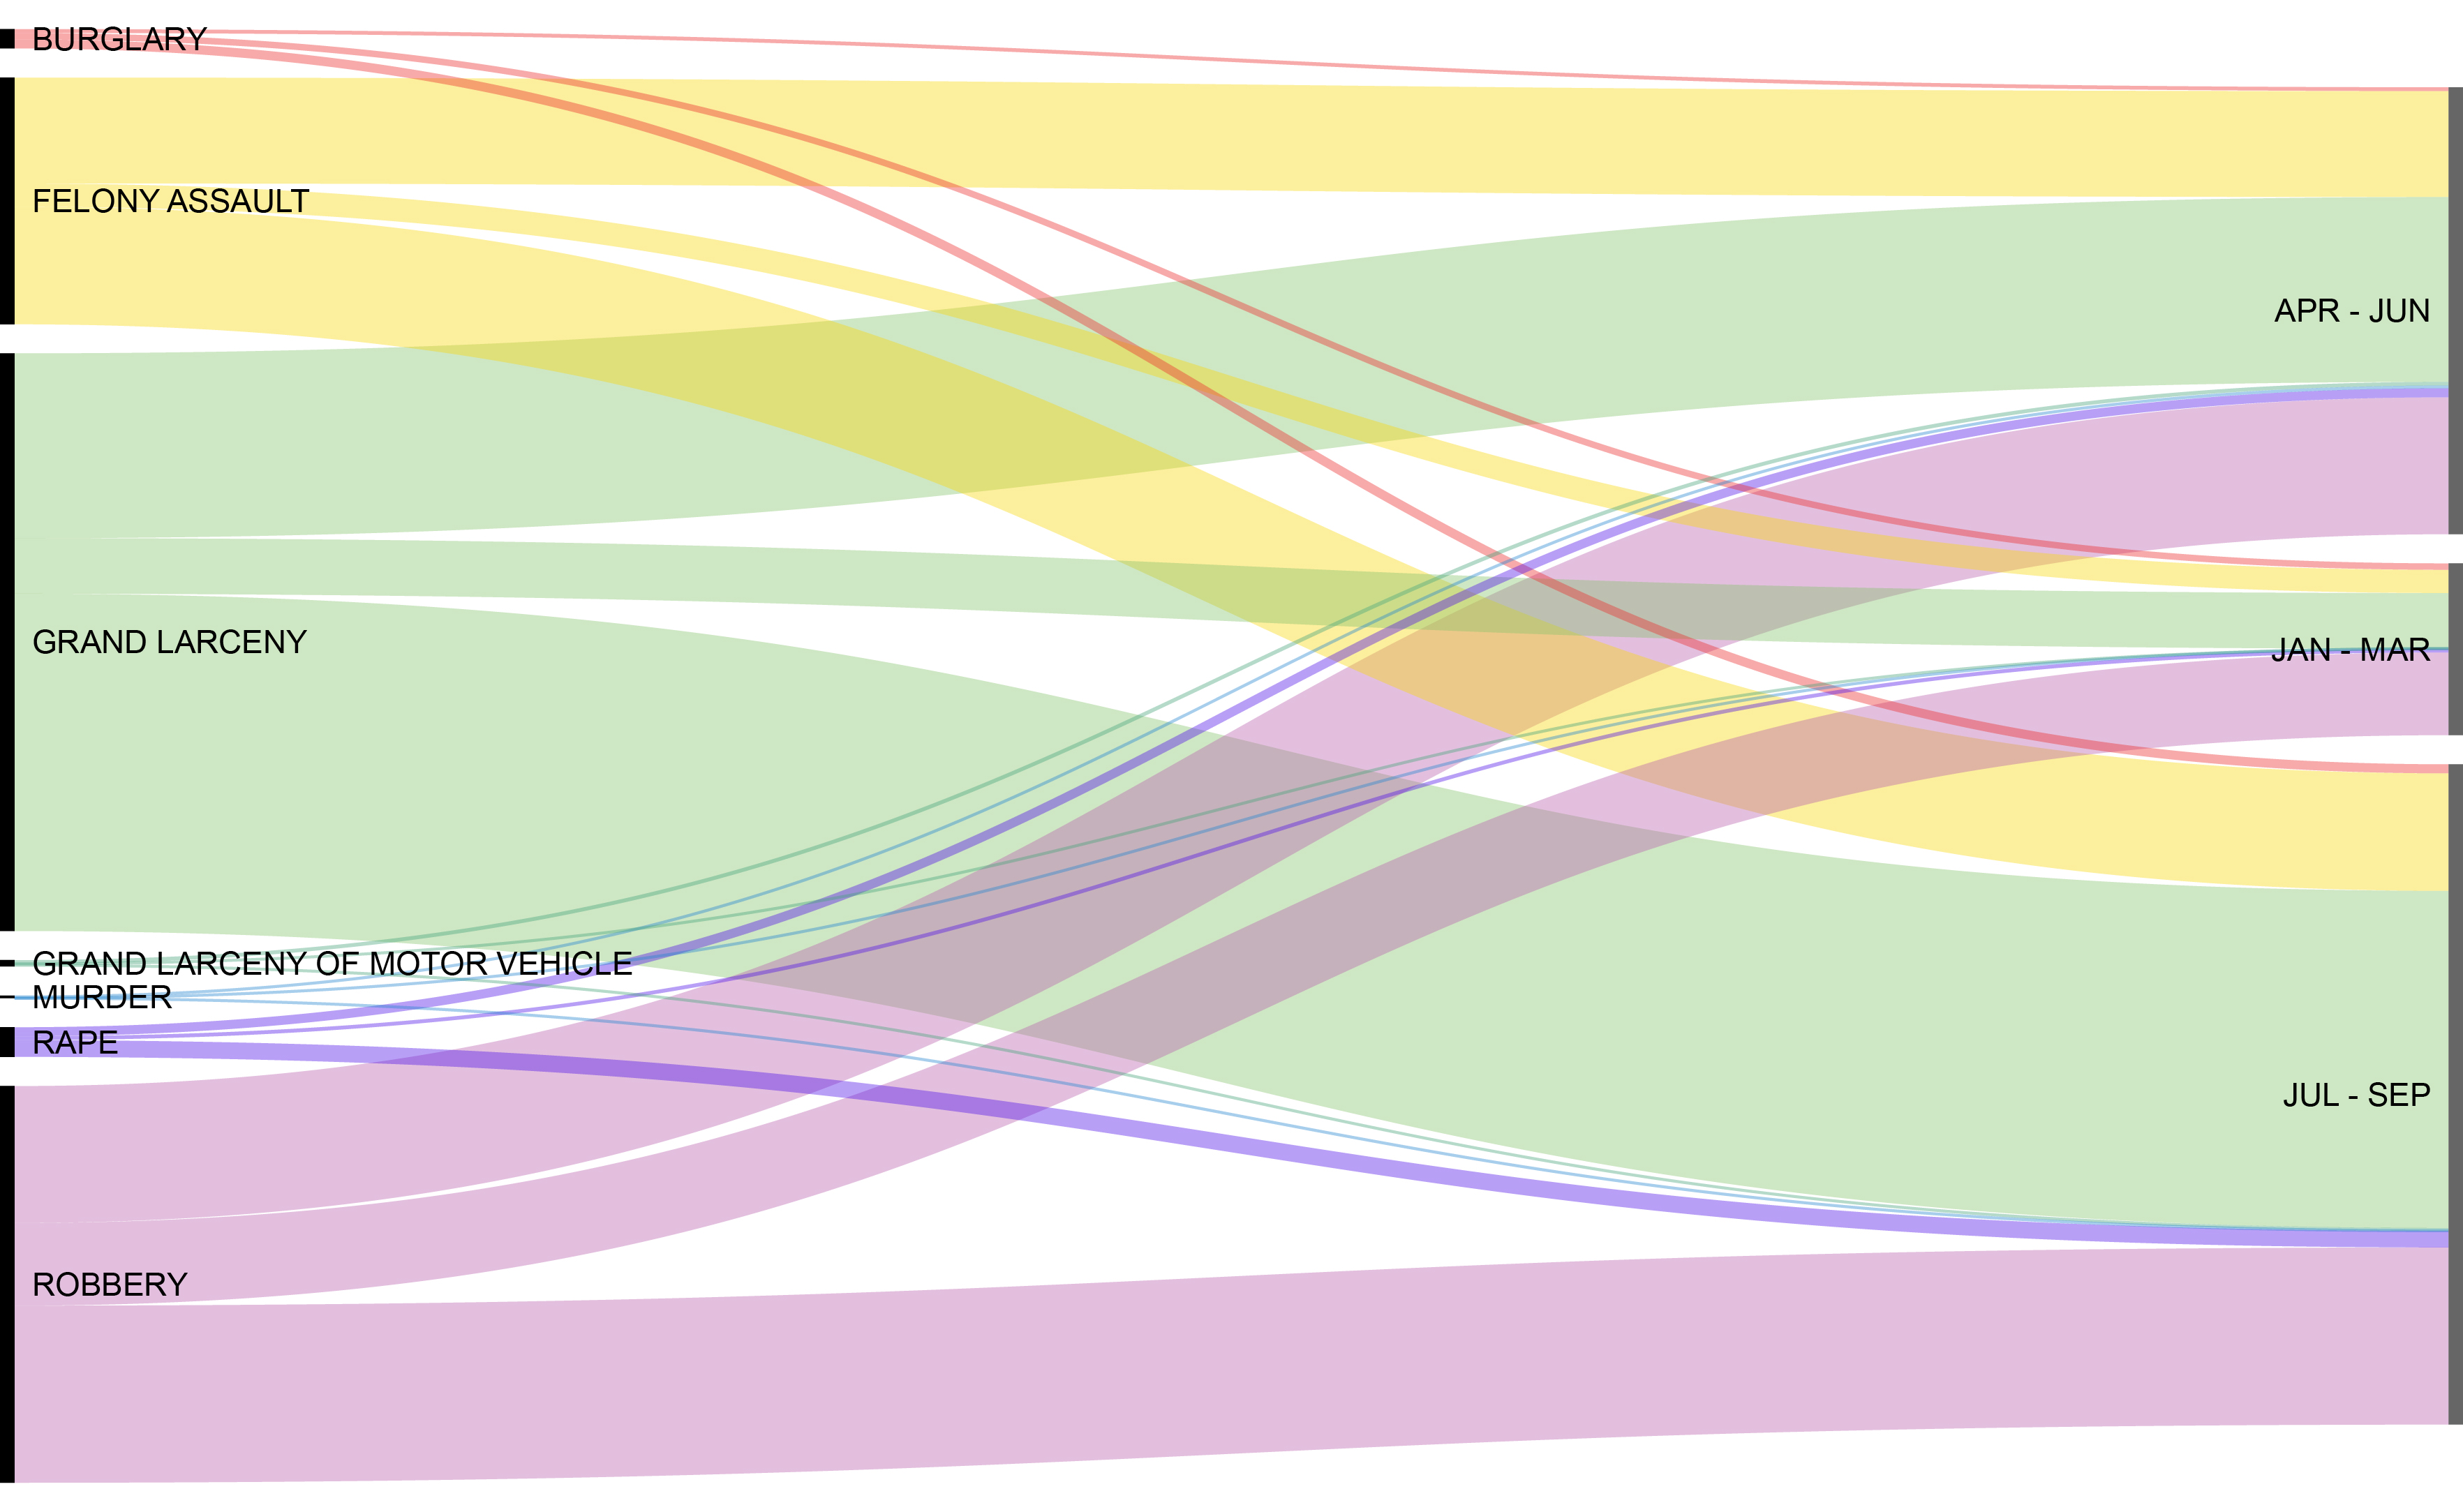 BURGLARY
FELONY ASSAULT
GRAND LARCENY
GRAND LARCENY OF MOTOR VEHICLE
MURDER
RAPE
ROBBERY
APR - JUN
JAN - MAR
JUL - SEP